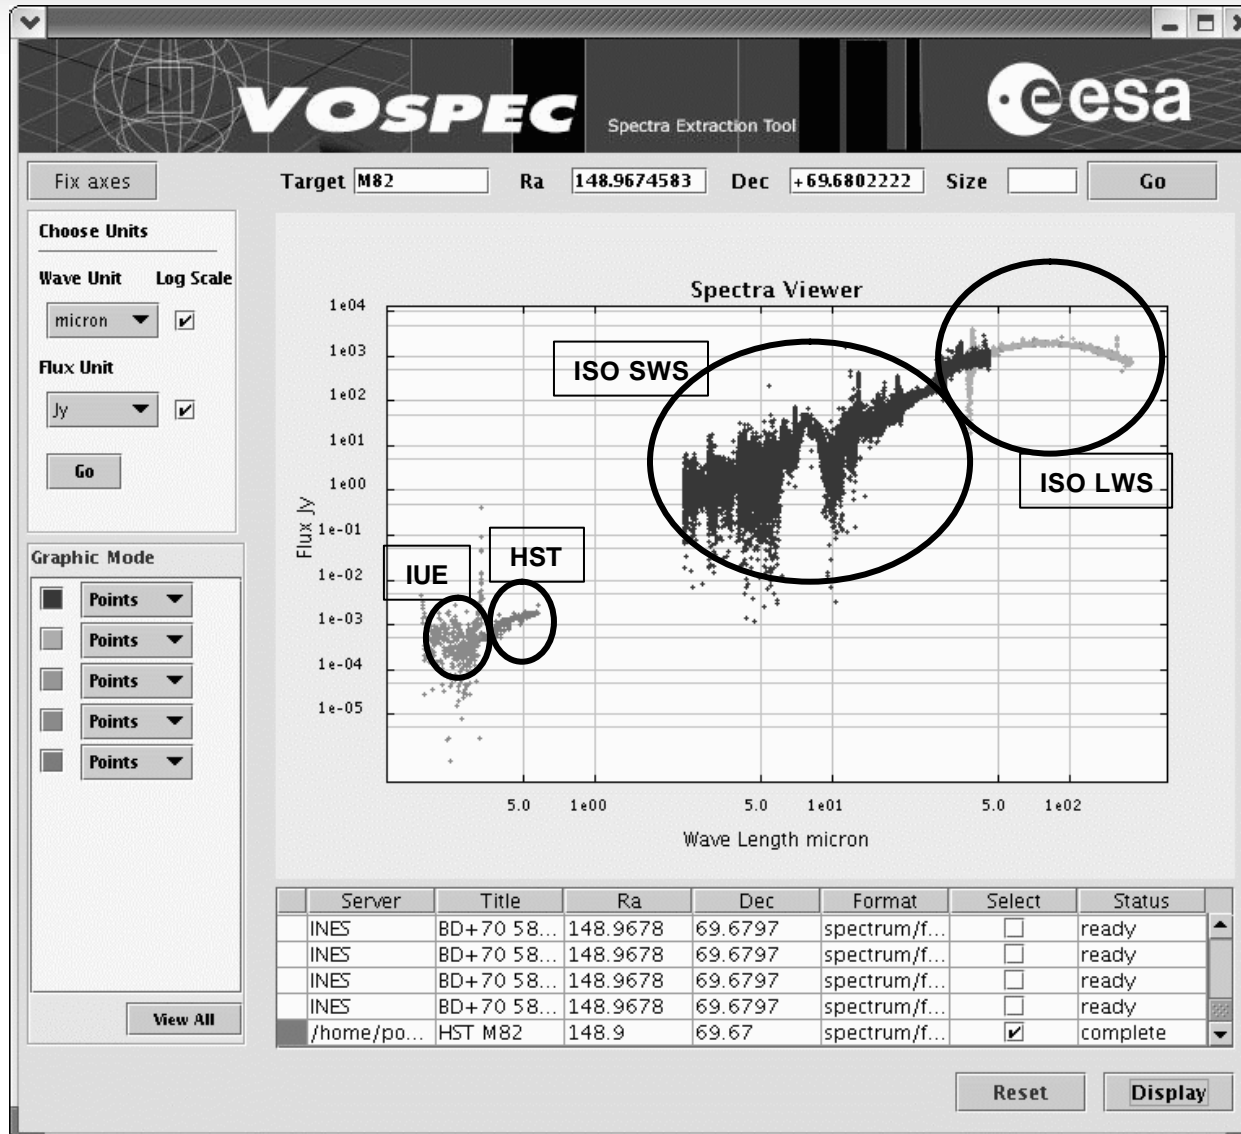 VOSPEC Spectra Extraction Tool esa
Fix axes Target M82 Ra 148.9674583 Dec +69.6802222 Size Go
Choose Units
Wave Unit Log Scale
micron
Flux Unit
Jy
Go
Graphic Mode
Points
Points
Points
Points
Points
View All
Spectra Viewer
1e04
1e03
1e02
1e01
1e00
1e-01
1e-02
1e-03
1e-04
1e-05
Flux Jy
ISO SWS
ISO LWS
IUE
HST
5.0 1e00 5.0 1e01 5.0 1e02
Wave Length micron
Server Title Ra Dec Format Select Status
INES BD+70 58... 148.9678 69.6797 spectrum/f... ready
INES BD+70 58... 148.9678 69.6797 spectrum/f... ready
INES BD+70 58... 148.9678 69.6797 spectrum/f... ready
INES BD+70 58... 148.9678 69.6797 spectrum/f... ready
/home/po... HST M82 148.9 69.67 spectrum/f... complete
Reset Display